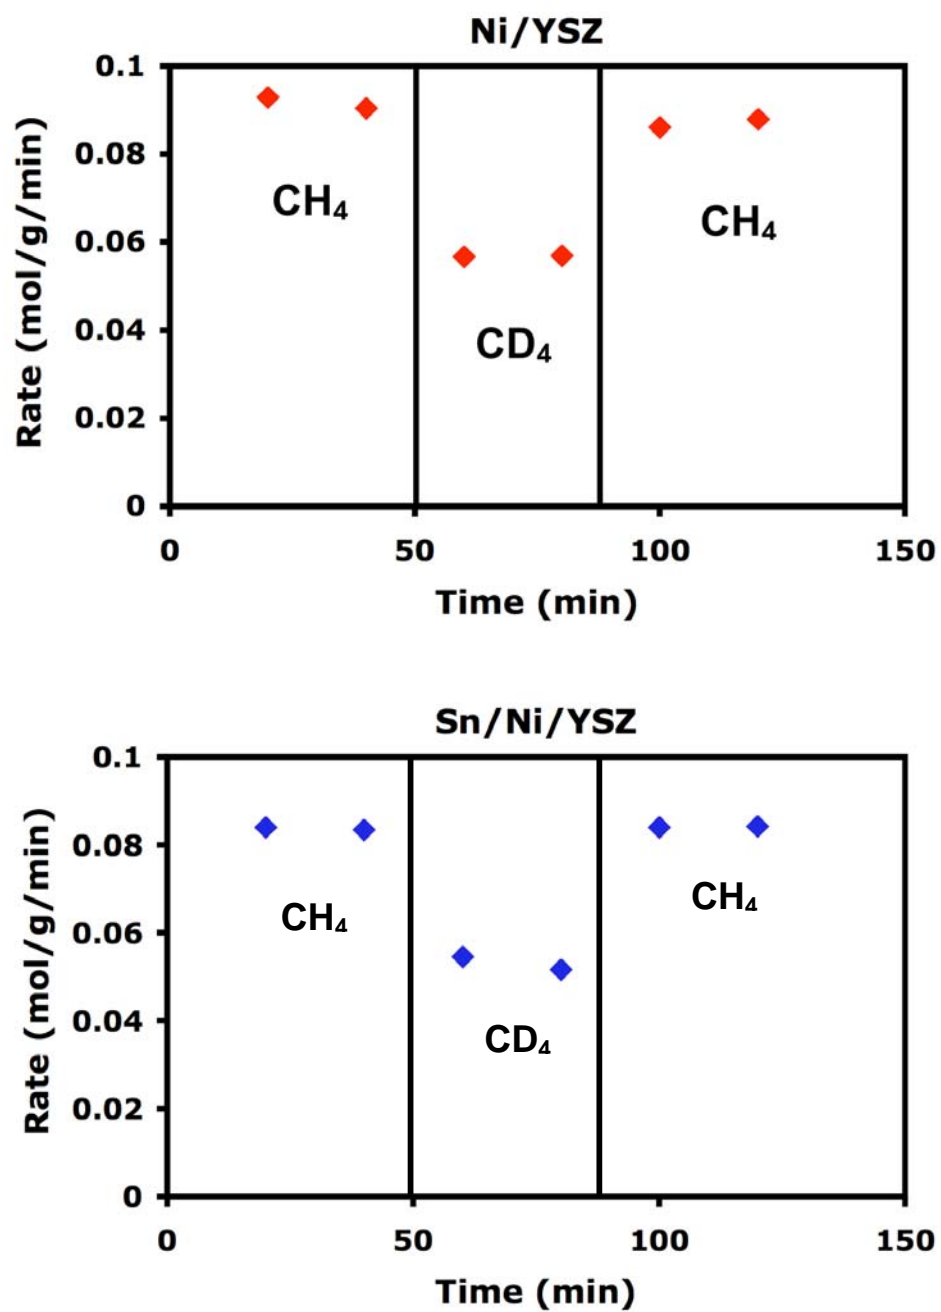 Ni/YSZ
0.1
0.08
0.06
0.04
0.02
0
Rate (mol/g/min)
CH₄
CD₄
CH₄
0 50 100 150
Time (min)
Sn/Ni/YSZ
0.1
0.08
0.06
0.04
0.02
0
Rate (mol/g/min)
CH₄
CD₄
CH₄
0 50 100 150
Time (min)